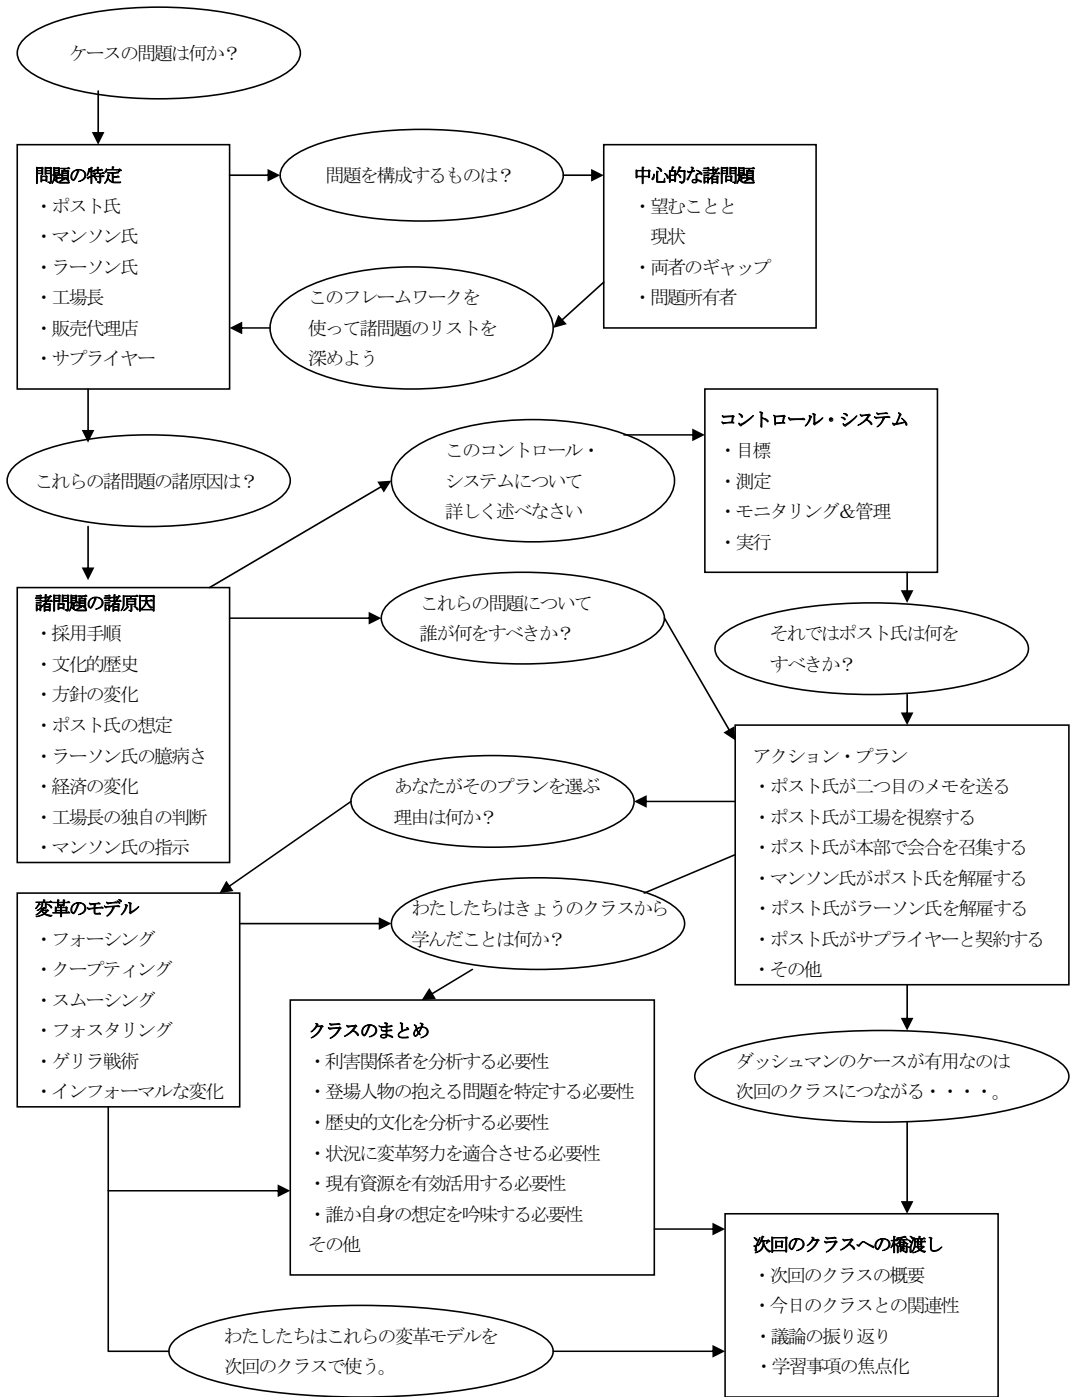 ケースの問題は何か？
問題の特定
・ポスト氏
・マンソン氏
・ラーソン氏
・工場長
・販売代理店
・サプライヤー
問題を構成するものは？
中心的な諸問題
・望むことと
現状
・両者のギャップ
・問題所有者
このフレームワークを
使って諸問題のリストを
深めよう
これらの諸問題の諸原因は？
このコントロール・
システムについて
詳しく述べなさい
コントロール・システム
・目標
・測定
・モニタリング＆管理
・実行
諸問題の諸原因
・採用手順
・文化的歴史
・方針の変化
・ポスト氏の想定
・ラーソン氏の臆病さ
・経済の変化
・工場長の独自の判断
・マンソン氏の指示
これらの問題について
誰が何をすべきか？
それではポスト氏は何を
すべきか？
アクション・プラン
・ポスト氏が二つ目のメモを送る
・ポスト氏が工場を視察する
・ポスト氏が本部で会合を召集する
・マンソン氏がポスト氏を解雇する
・ポスト氏がラーソン氏を解雇する
・ポスト氏がサプライヤーと契約する
・その他
あなたがそのプランを選ぶ
理由は何か？
変革のモデル
・フォーシング
・クープティング
・スムーシング
・フォスタリング
・ゲリラ戦術
・インフォーマルな変化
わたしたちはきょうのクラスから
学んだことは何か？
クラスのまとめ
・利害関係者を分析する必要性
・登場人物の抱える問題を特定する必要性
・歴史的文化を分析する必要性
・状況に変革努力を適合させる必要性
・現有資源を有効活用する必要性
・誰か自身の想定を吟味する必要性
その他
ダッシュマンのケースが有用なのは
次回のクラスにつながる・・・・。
次回のクラスへの橋渡し
・次回のクラスの概要
・今日のクラスとの関連性
・議論の振り返り
・学習事項の焦点化
わたしたちはこれらの変革モデルを
次回のクラスで使う。